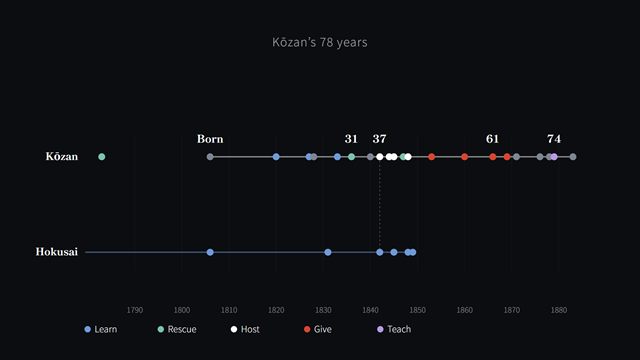 Kōzan’s 78 years
Born 31 37 61 74
Kōzan
Hokusai
1790 1800 1810 1820 1830 1840 1850 1860 1870 1880
Learn Rescue Host Give Teach